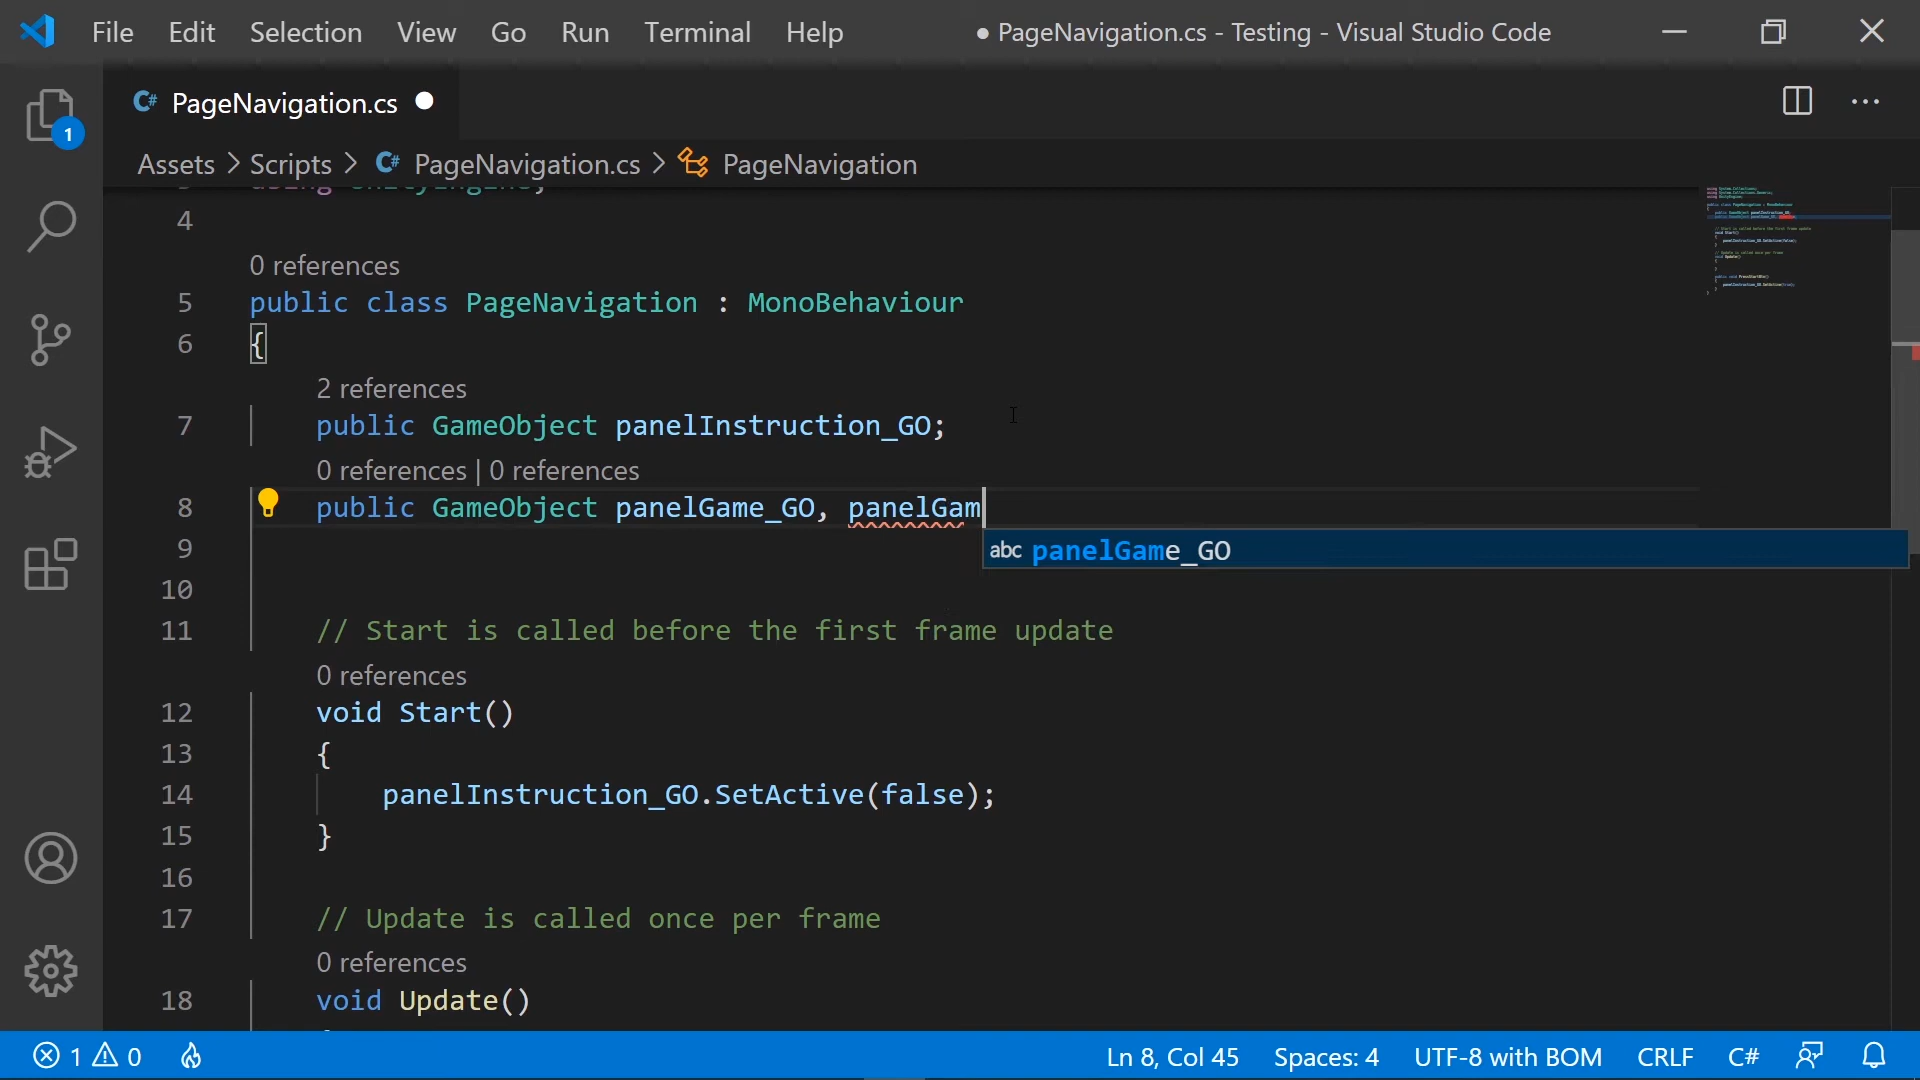 File Edit Selection View Go Run Terminal Help ● PageNavigation.cs - Testing - Visual Studio Code
C# PageNavigation.cs
1
Assets > Scripts > C# PageNavigation.cs > PageNavigation
4
0 references
5 public class PageNavigation : MonoBehaviour
6 {
2 references
7 public GameObject panelInstruction_GO;
0 references | 0 references
8 public GameObject panelGame_GO, panelGam
9
abc panelGame_GO
10
11 // Start is called before the first frame update
0 references
12 void Start()
13 {
14 panelInstruction_GO.SetActive(false);
15 }
16
17 // Update is called once per frame
0 references
18 void Update()
1 0 Ln 8, Col 45 Spaces: 4 UTF-8 with BOM CRLF C#